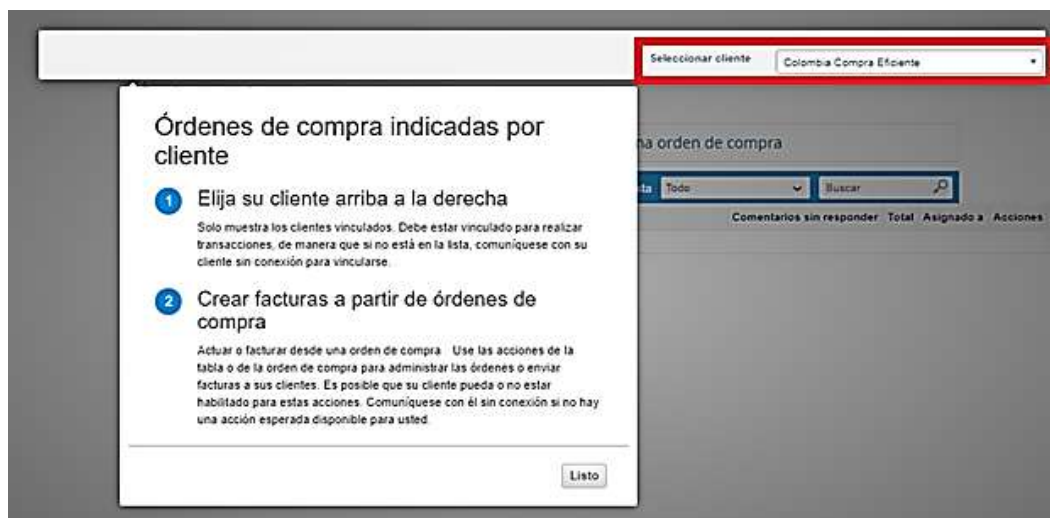 Seleccionar cliente
Colombia Compra Eficiente
Órdenes de compra indicadas por
cliente
1 Elija su cliente arriba a la derecha
Solo muestra los clientes vinculados. Debe estar vinculado para realizar
transacciones, de manera que si no está en la lista, comuníquese con su
cliente sin conexión para vincularse.
2 Crear facturas a partir de órdenes de
compra
Actuar o facturar desde una orden de compra Use las acciones de la
tabla o de la orden de compra para administrar las órdenes o enviar
facturas a sus clientes. Es posible que su cliente pueda o no estar
habilitado para estas acciones. Comuníquese con él sin conexión si no hay
una acción esperada disponible para usted.
Listo
na orden de compra
sta Todo Buscar
Comentarios sin responder Total Asignado a Acciones